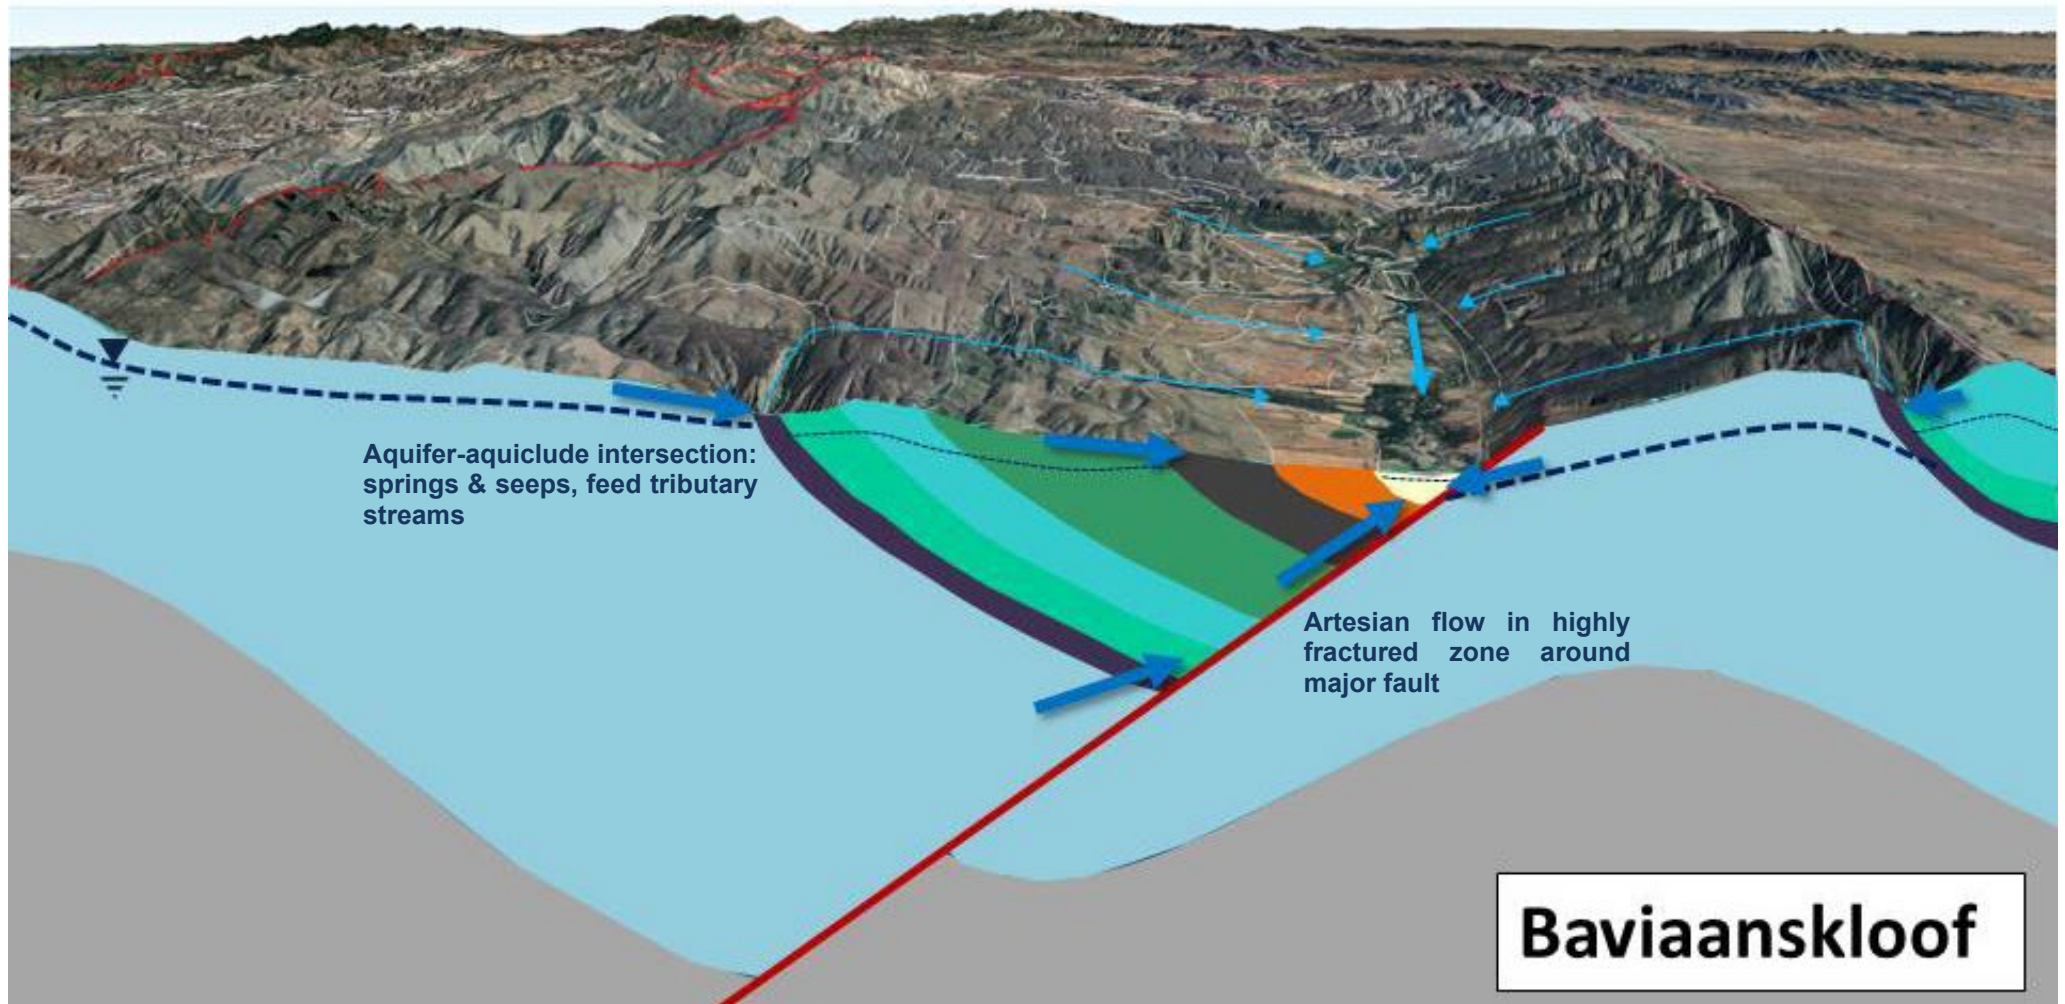 Aquifer-aquiclude intersection:
springs & seeps, feed tributary
streams
Artesian flow in highly
fractured zone around
major fault
Baviaanskloof